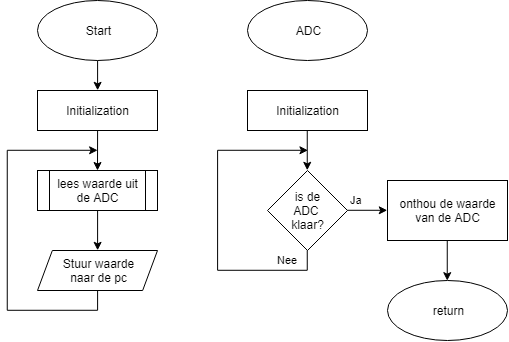 Start
Initialization
lees waarde uit
de ADC
Stuur waarde
naar de pc
ADC
Initialization
is de
ADC
klaar?
Ja
Nee
onthou de waarde
van de ADC
return